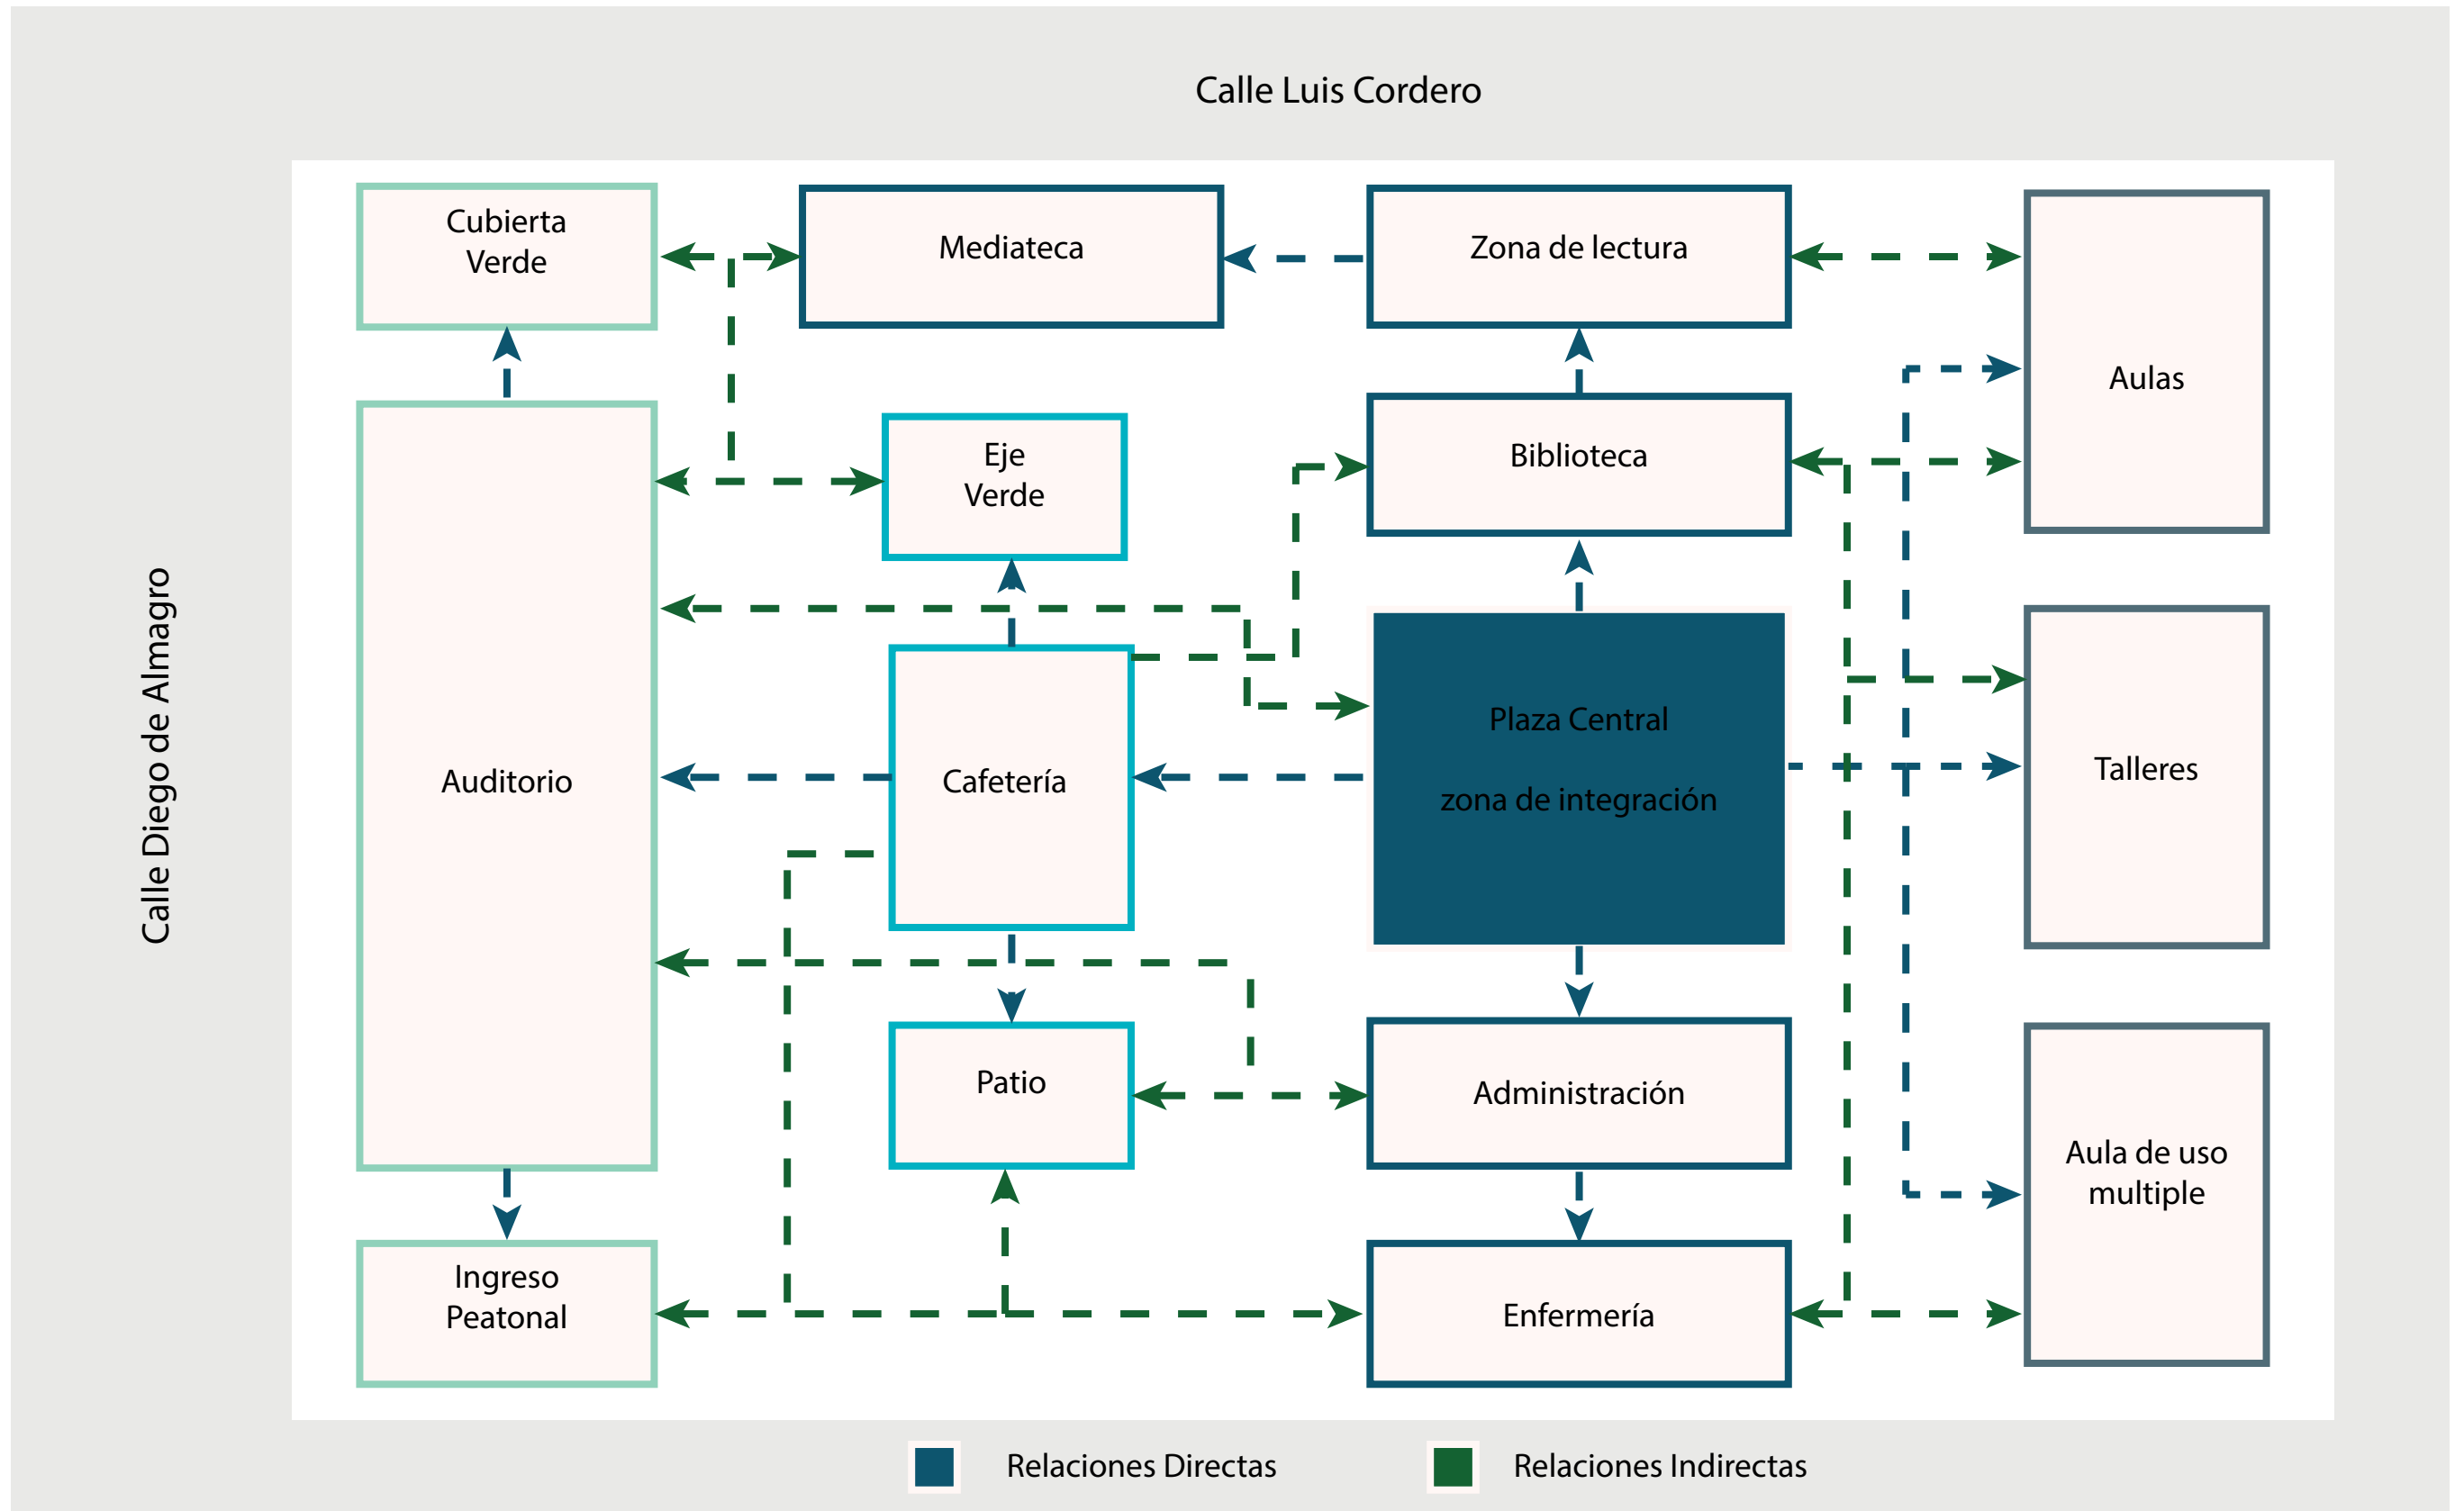 Calle Luis Cordero
Calle Diego de Almagro
Cubierta
Verde
Mediateca
Zona de lectura
Aulas
Eje
Verde
Biblioteca
Auditorio
Cafetería
Plaza Central
zona de integración
Talleres
Patio
Administración
Aula de uso
multiple
Ingreso
Peatonal
Enfermería
Relaciones Directas
Relaciones Indirectas